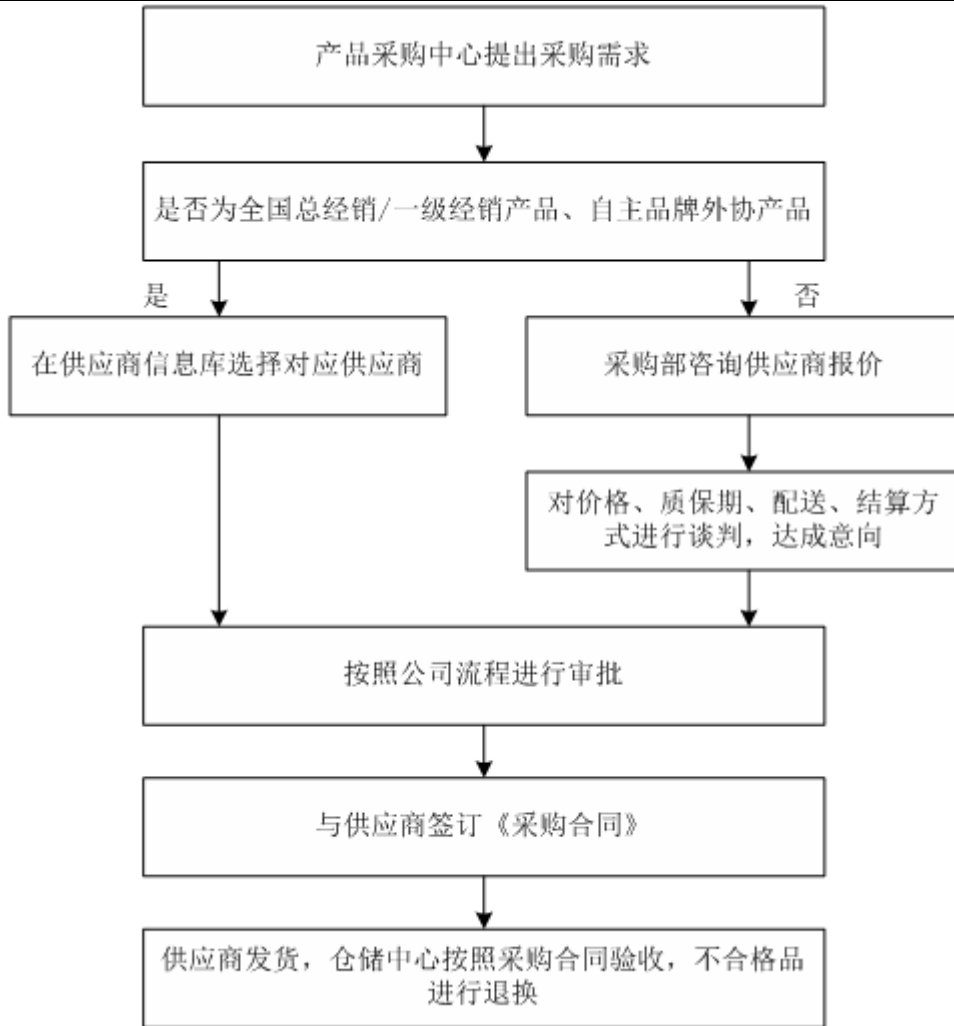 产品采购中心提出采购需求
是否为全国总经销/一级经销产品、自主品牌外协产品
是
否
在供应商信息库选择对应供应商
采购部咨询供应商报价
对价格、质保期、配送、结算方
式进行谈判，达成意向
按照公司流程进行审批
与供应商签订《采购合同》
供应商发货，仓储中心按照采购合同验收，不合格品
进行退换